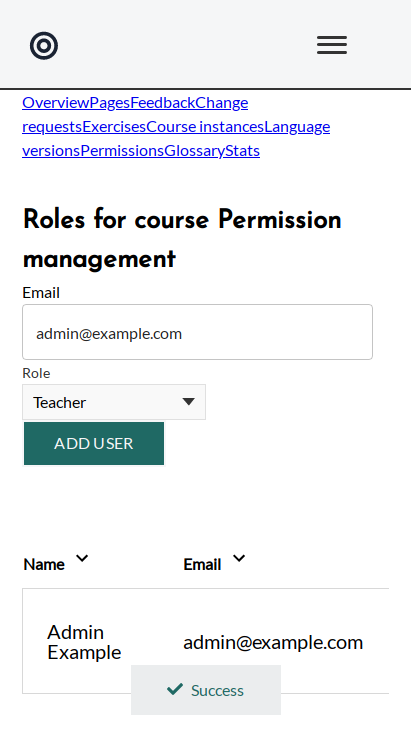 OverviewPagesFeedbackChange
requestsExercisesCourse instancesLanguage
versionsPermissionsGlossaryStats
Roles for course Permission
management
Email
admin@example.com
Role
Teacher
ADD USER
Name Email
Admin
Example
admin@example.com
Success